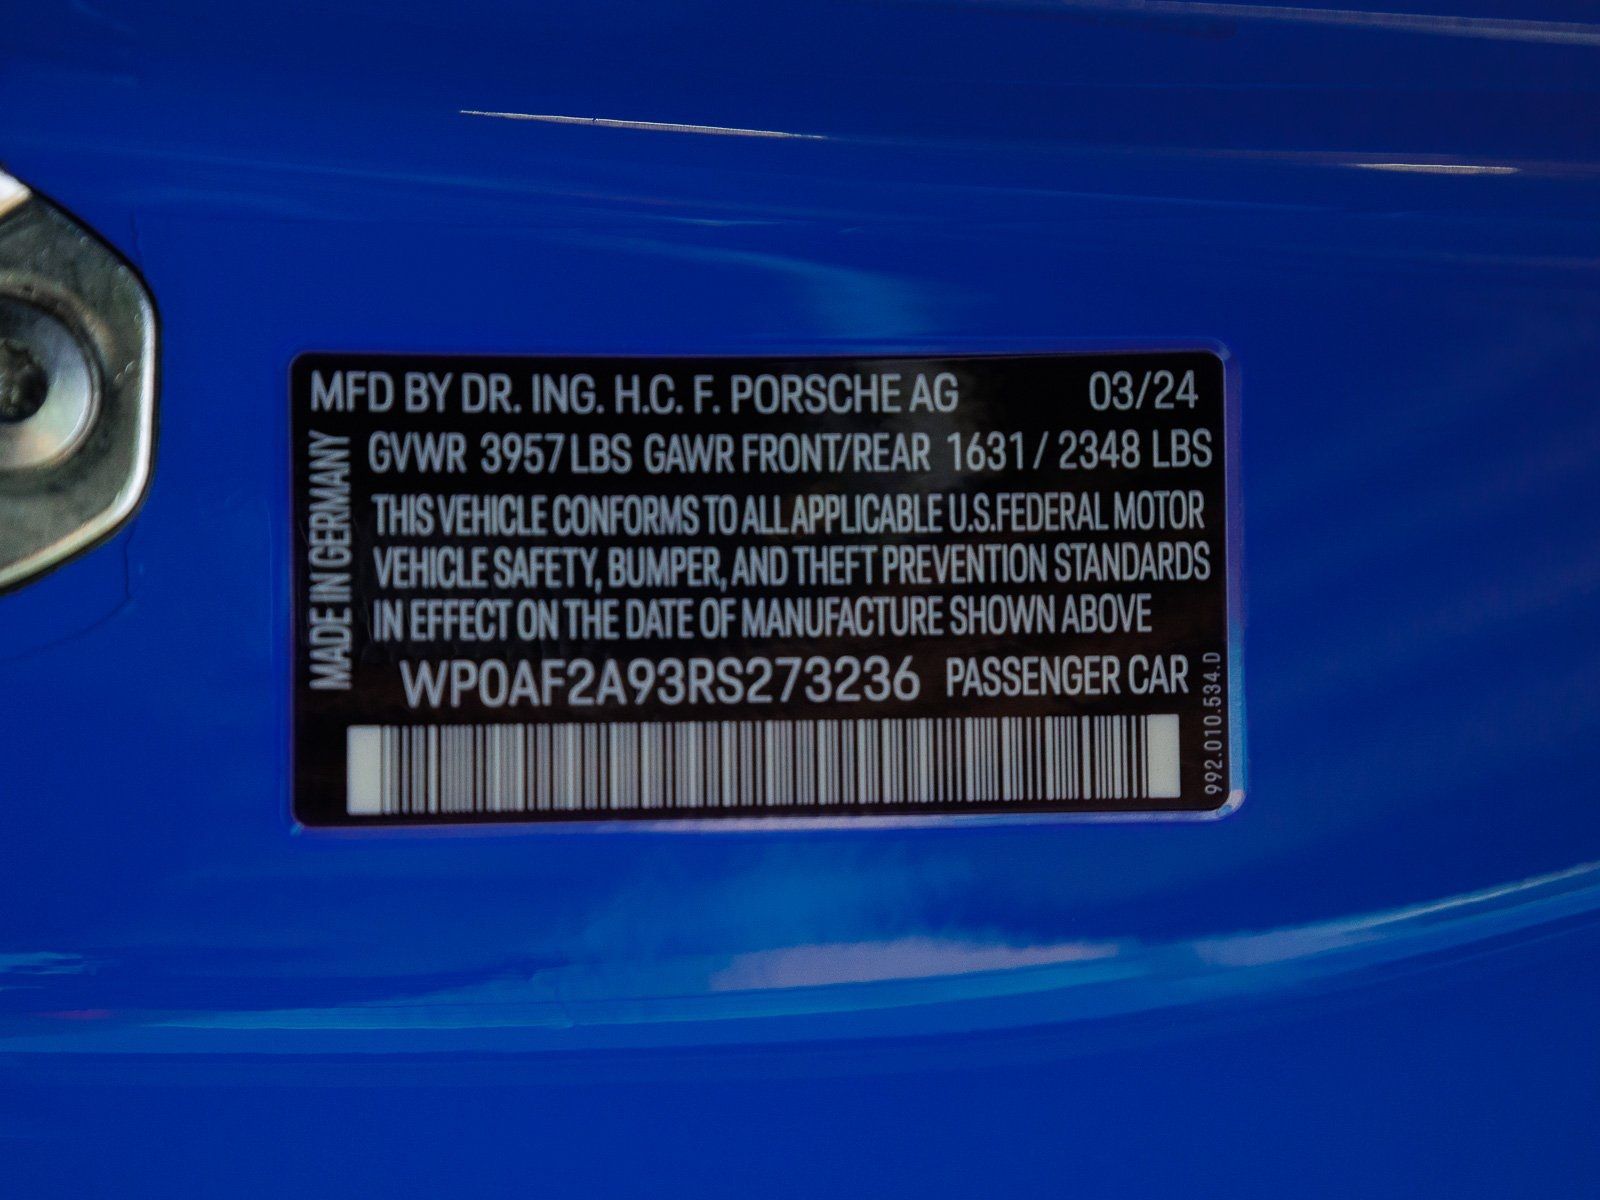 MFD BY DR. ING. H.C. F. PORSCHE AG 03/24
GVWR 3957 LBS GAWR FRONT/REAR 1631 / 2348 LBS
THIS VEHICLE CONFORMS TO ALL APPLICABLE U.S.FEDERAL MOTOR
VEHICLE SAFETY, BUMPER, AND THEFT PREVENTION STANDARDS
IN EFFECT ON THE DATE OF MANUFACTURE SHOWN ABOVE
WP0AF2A93RS273236 PASSENGER CAR
MADE IN GERMANY
992.010.534.D